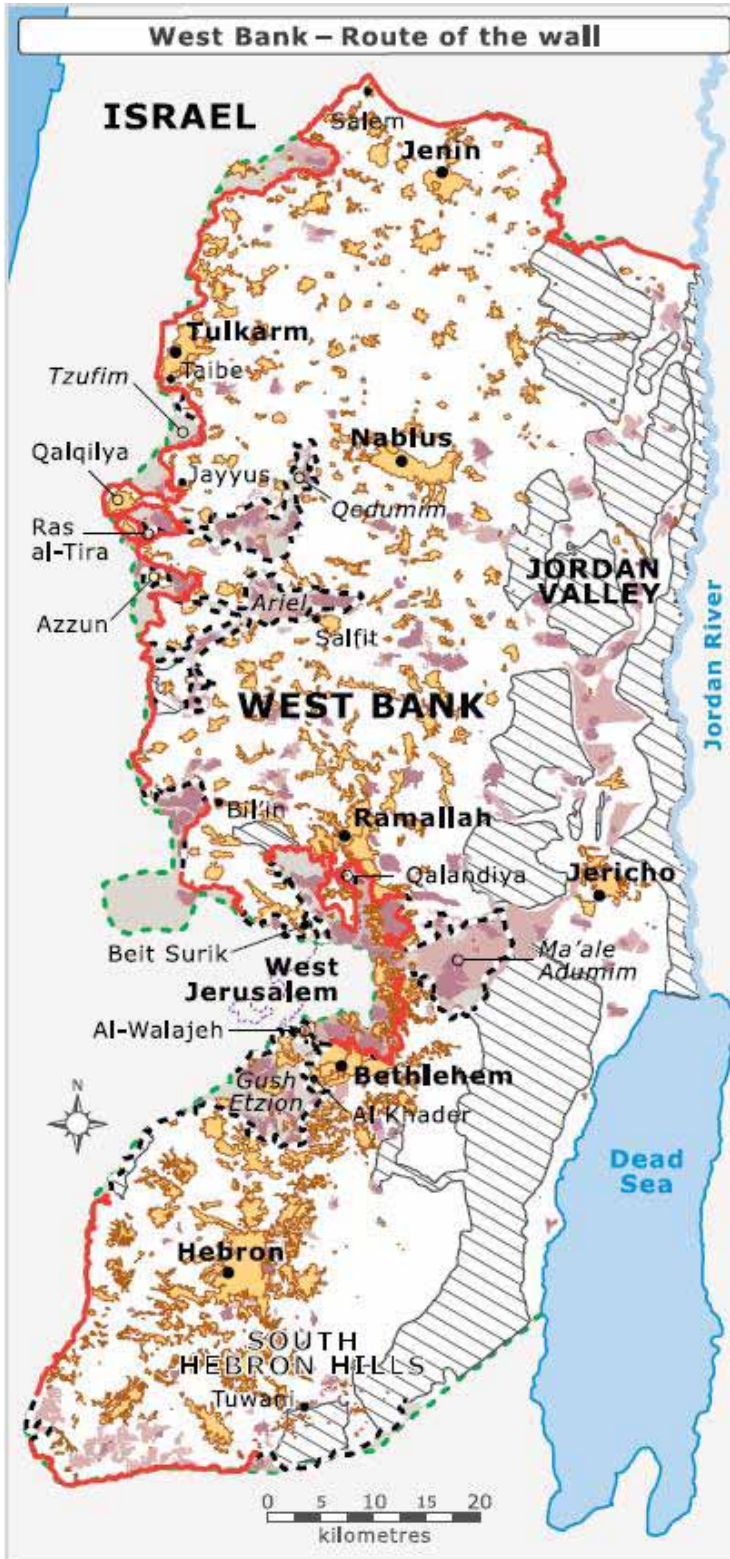 West Bank – Route of the wall
ISRAEL
Salem
Jenin
Tulkarm
Taibe
Tzufim
Nablus
Qalqilya
Jayyus
Qedumim
Ras
al-Tira
JORDAN
VALLEY
Azzun
Ariel
Salfit
Jordan River
WEST BANK
Bil'in
Ramallah
Qalandiya
Jericho
Beit Surik
West
Jerusalem
Ma'ale
Adumim
Al-Walajeh
Bethlehem
Gush
Etzion
Al Khader
N
Dead
Sea
Hebron
SOUTH
HEBRON HILLS
Tuwani
0 5 10 15 20
kilometres